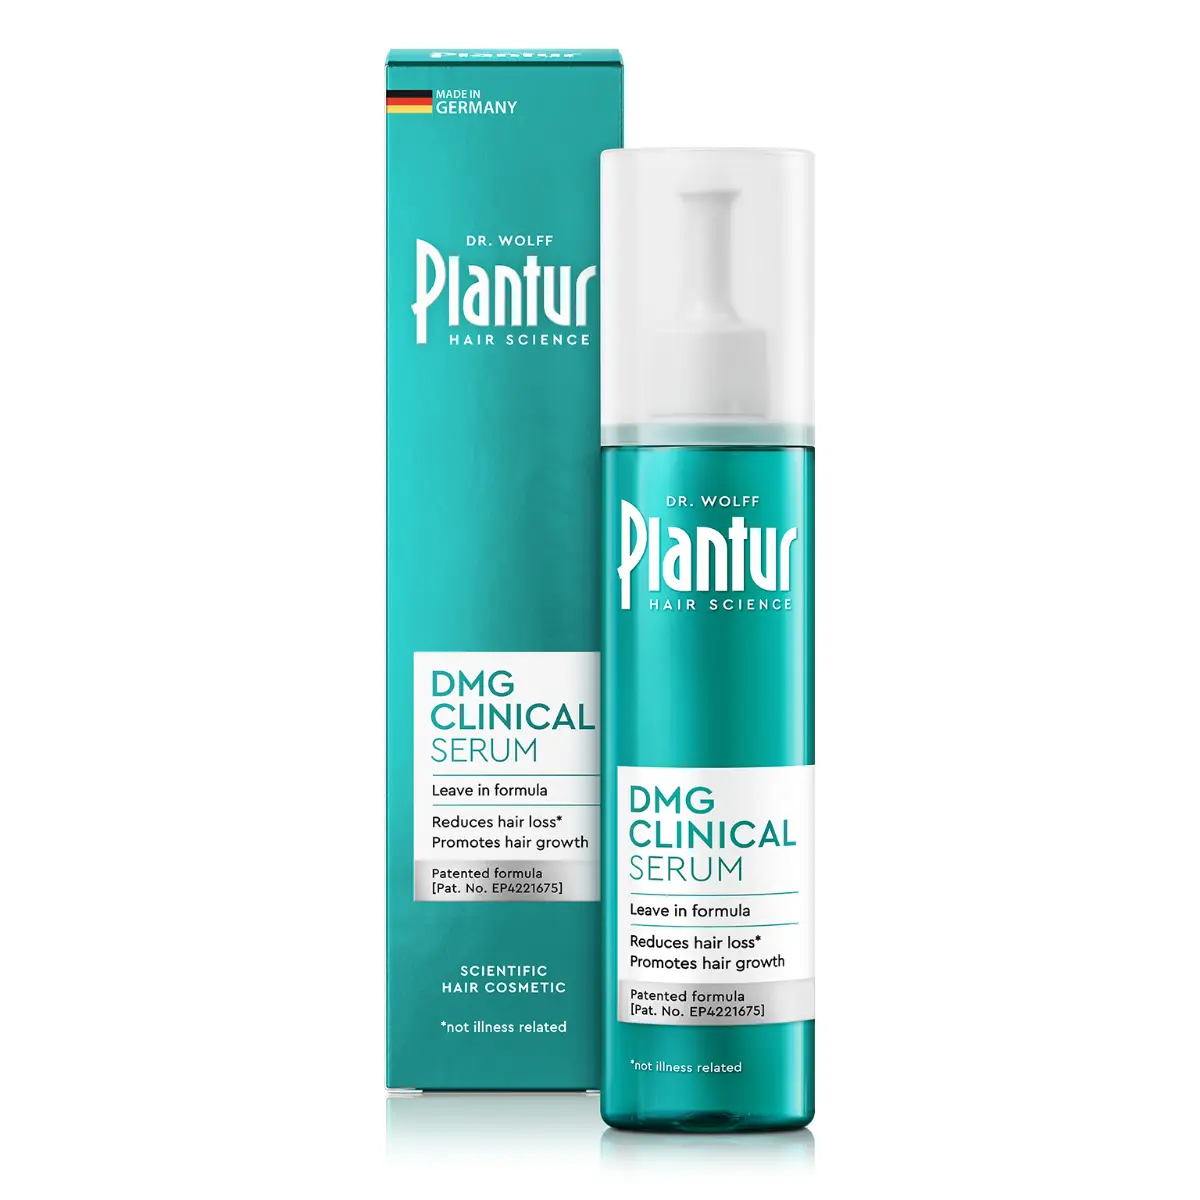 Plantur
MADE IN
GERMANY
DR. WOLFF
Plantur
HAIR SCIENCE
DMG
CLINICAL
SERUM
Leave in formula
Reduces hair loss*
Promotes hair growth
Patented formula
[Pat. No. EP4221675]
SCIENTIFIC
HAIR COSMETIC
*not illness related
DR. WOLFF
Plantur
HAIR SCIENCE
DMG
CLINICAL
SERUM
Leave in formula
Reduces hair loss*
Promotes hair growth
Patented formula
[Pat. No. EP4221675]
*not illness related